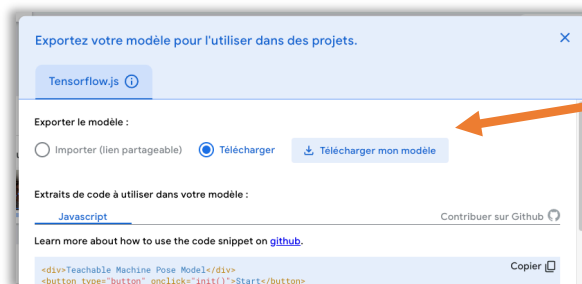 Exportez votre modèle pour l'utiliser dans des projets.
Tensorflow.js
Exporter le modèle :
Importer (lien partageable) Télécharger Télécharger mon modèle
Extraits de code à utiliser dans votre modèle :
Javascript Contribuer sur Github
Learn more about how to use the code snippet on github.
Copier
<div>Teachable Machine Pose Model</div>
<button type="button" onclick="init()">Start</button>